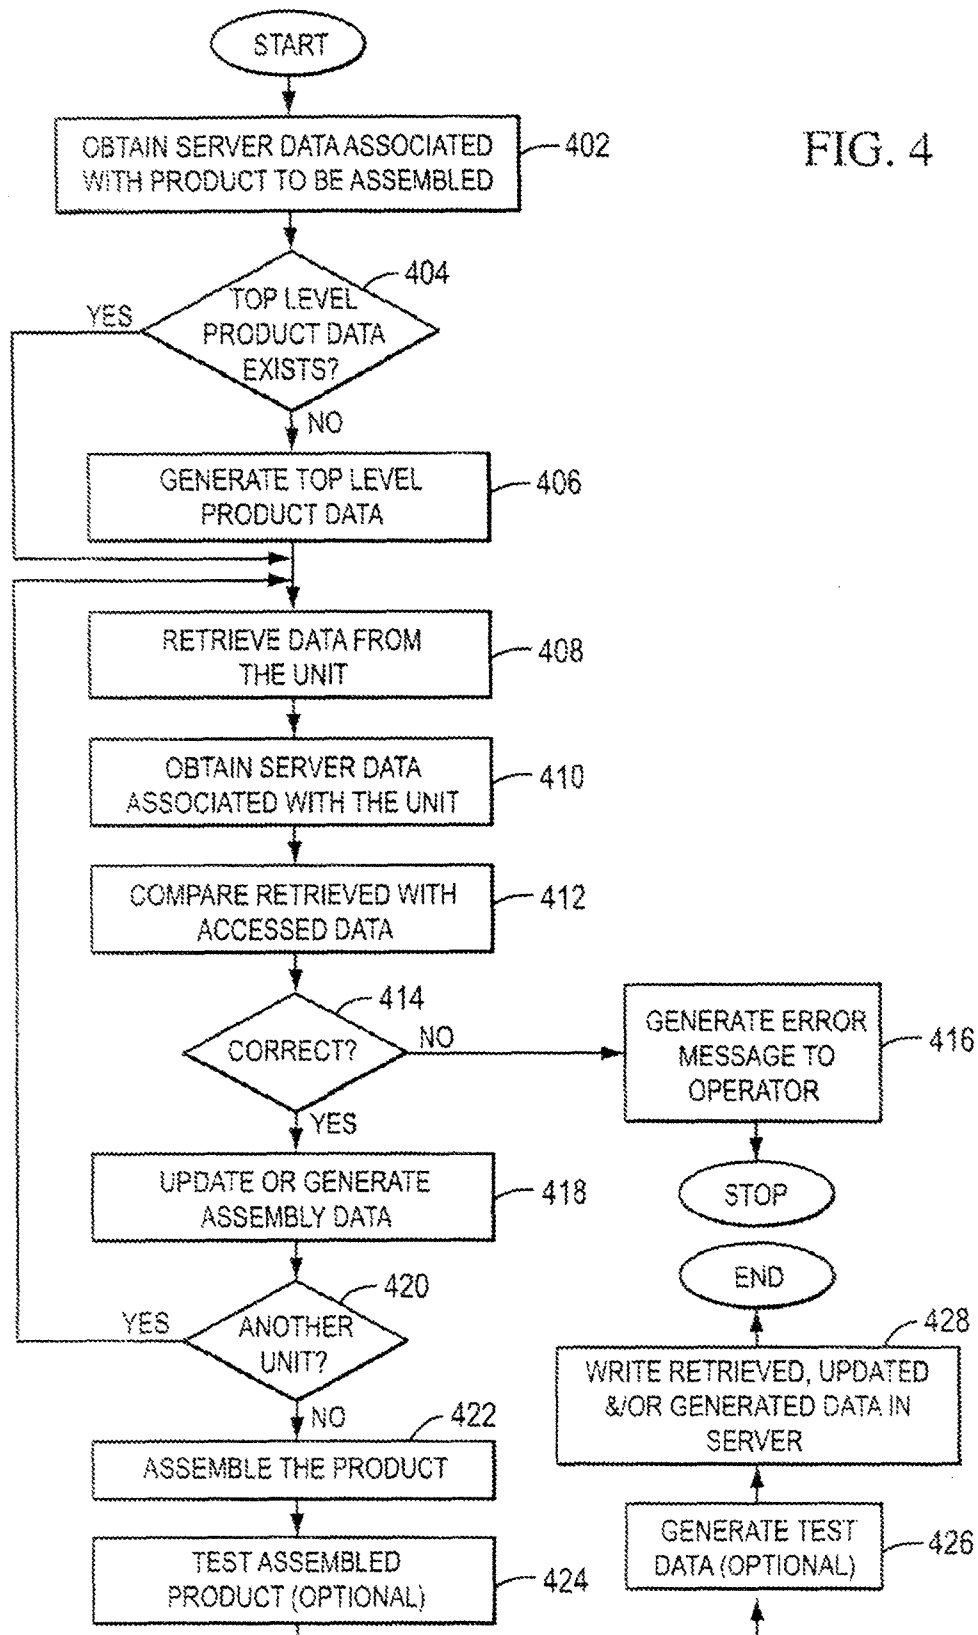 START
FIG. 4
OBTAIN SERVER DATA ASSOCIATED
WITH PRODUCT TO BE ASSEMBLED
402
404
TOP LEVEL
PRODUCT DATA
EXISTS?
YES
NO
GENERATE TOP LEVEL
PRODUCT DATA
406
RETRIEVE DATA FROM
THE UNIT
408
OBTAIN SERVER DATA
ASSOCIATED WITH THE UNIT
410
COMPARE RETRIEVED WITH
ACCESSED DATA
412
414
CORRECT?
NO
GENERATE ERROR
MESSAGE TO
OPERATOR
416
STOP
YES
UPDATE OR GENERATE
ASSEMBLY DATA
418
420
ANOTHER
UNIT?
YES
NO
422
ASSEMBLE THE PRODUCT
TEST ASSEMBLED
PRODUCT (OPTIONAL)
424
GENERATE TEST
DATA (OPTIONAL)
426
428
WRITE RETRIEVED, UPDATED
&/OR GENERATED DATA IN
SERVER
END